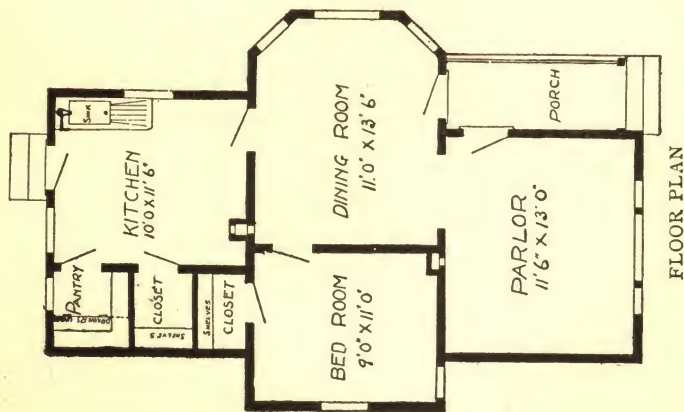 SINK
KITCHEN
10'0 X 11'6"
DINING ROOM
11'.0" X 13'6"
PORCH
PANTRY
CLOSET
SHELVES
SHELVES
CLOSET
BED ROOM
9'0" X 11'0"
PARLOR
11'6" X 13'0"
FLOOR PLAN